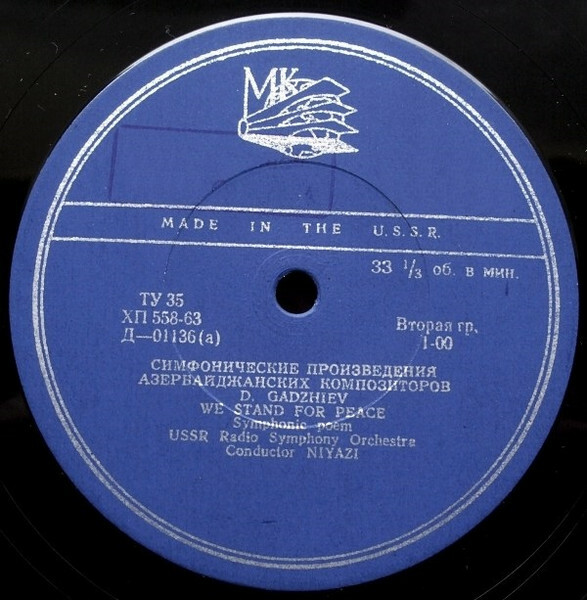 МК
MADE IN THE U.S.S.R.
33 1/3 об. в мин.
ТУ 35
ХП 558-63
Д—01136(а)
Вторая гр.
1-00
СИМФОНИЧЕСКИЕ ПРОИЗВЕДЕНИЯ
АЗЕРБАЙДЖАНСКИХ КОМПОЗИТОРОВ
D. GADZHIEV
WE STAND FOR PEACE
Symphonic poem
USSR Radio Symphony Orchestra
Conductor NIYAZI